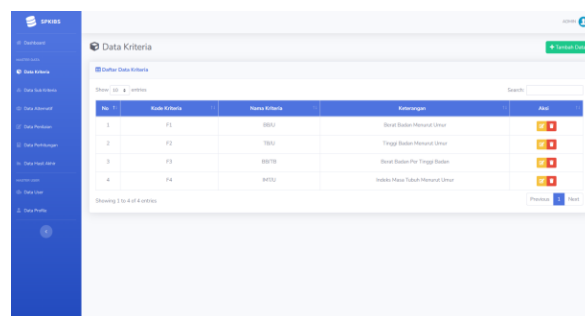 SPKIBS
ADMIN
Dashboard
MASTER DATA
Data Kriteria
Data Sub Kriteria
Data Alternatif
Data Penilaian
Data Perhitungan
Data Hasil Akhir
MASTER USER
Data User
Data Profile
Data Kriteria
+ Tambah Data
Daftar Data Kriteria
Show 10 entries
Search:
No Kode Kriteria Nama Kriteria Keterangan Aksi
1 F1 BB/U Berat Badan Menurut Umur
2 F2 TB/U Tinggi Badan Menurut Umur
3 F3 BB/TB Berat Badan Per Tinggi Badan
4 F4 IMT/U Indeks Masa Tubuh Menurut Umur
Showing 1 to 4 of 4 entries
Previous 1 Next